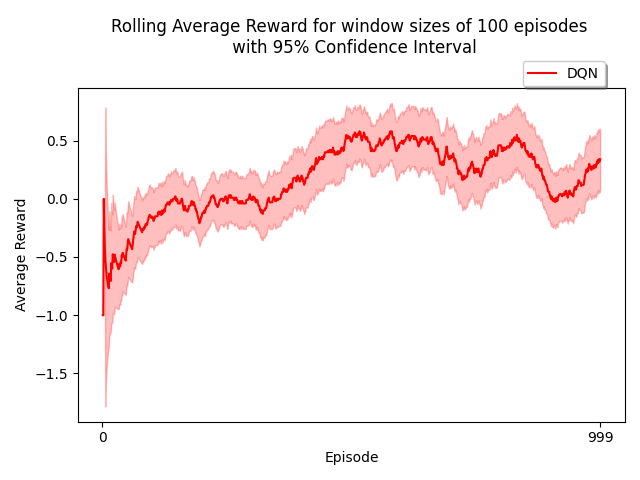 Rolling Average Reward for window sizes of 100 episodes
with 95% Confidence Interval
DQN
0.5
0.0
−0.5
−1.0
−1.5
Average Reward
0
999
Episode